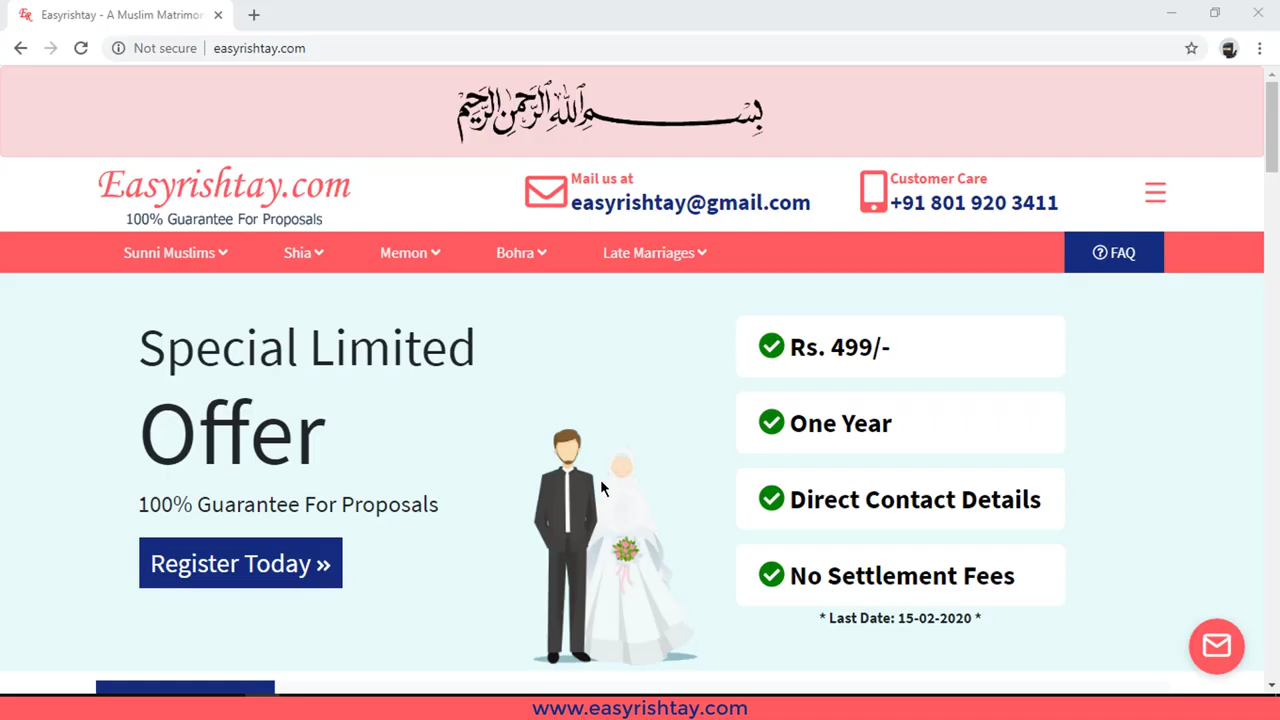 Easyrishtay - A Muslim Matrimor
Not secure
easyrishtay.com
بسم الله الرحمن الرحيم
Easyrishtay.com
100% Guarantee For Proposals
Mail us at
easyrishtay@gmail.com
Customer Care
+91 801 920 3411
Sunni Muslims
Shia
Memon
Bohra
Late Marriages
FAQ
Special Limited
Offer
100% Guarantee For Proposals
Register Today »
Rs. 499/-
One Year
Direct Contact Details
No Settlement Fees
* Last Date: 15-02-2020 *
www.easyrishtay.com